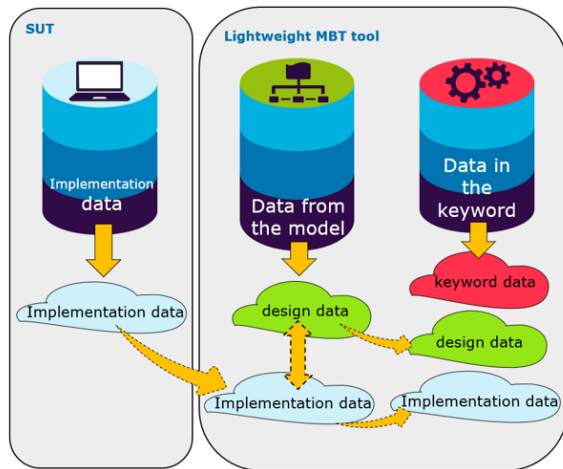 SUT
Lightweight MBT tool
Implementation
data
Data from
the model
Data in
the
keyword
keyword data
Implementation data
design data
design data
Implementation data
Implementation data